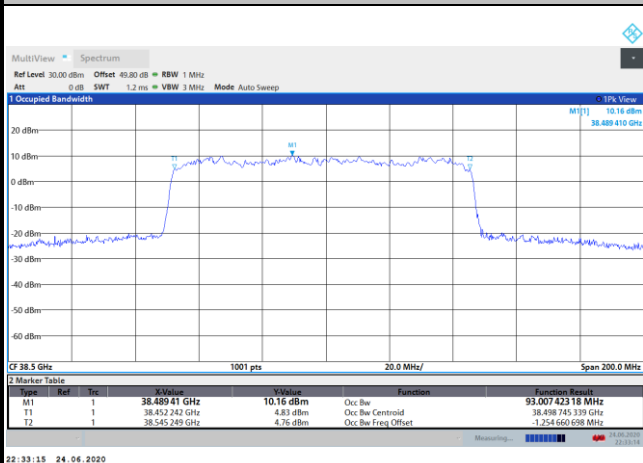 MultiView Spectrum
Ref Level 30.00 dBm Offset 49.80 dB RBW 1 MHz
Att 0 dB SWT 1.2 ms VBW 3 MHz Mode Auto Sweep
1 Occupied Bandwidth 1Pk View
M1[1] 10.16 dBm
38.489 410 GHz
20 dBm
M1
10 dBm
T1 T2
0 dBm
-10 dBm
-20 dBm
-30 dBm
-50 dBm
-60 dBm
CF 38.5 GHz 1001 pts 20.0 MHz/ Span 200.0 MHz
2 Marker Table
Type Ref Trc X-Value Y-Value Function Function Result
M1 1 38.489 41 GHz 10.16 dBm Occ Bw 93.007 423 18 MHz
T1 1 38.452 242 GHz 4.83 dBm Occ Bw Centroid 38.498 745 339 GHz
T2 1 38.545 249 GHz 4.76 dBm Occ Bw Freq Offset -1.254 660 698 MHz
Measuring... 24.06.2020
22:33:14
22:33:15 24.06.2020